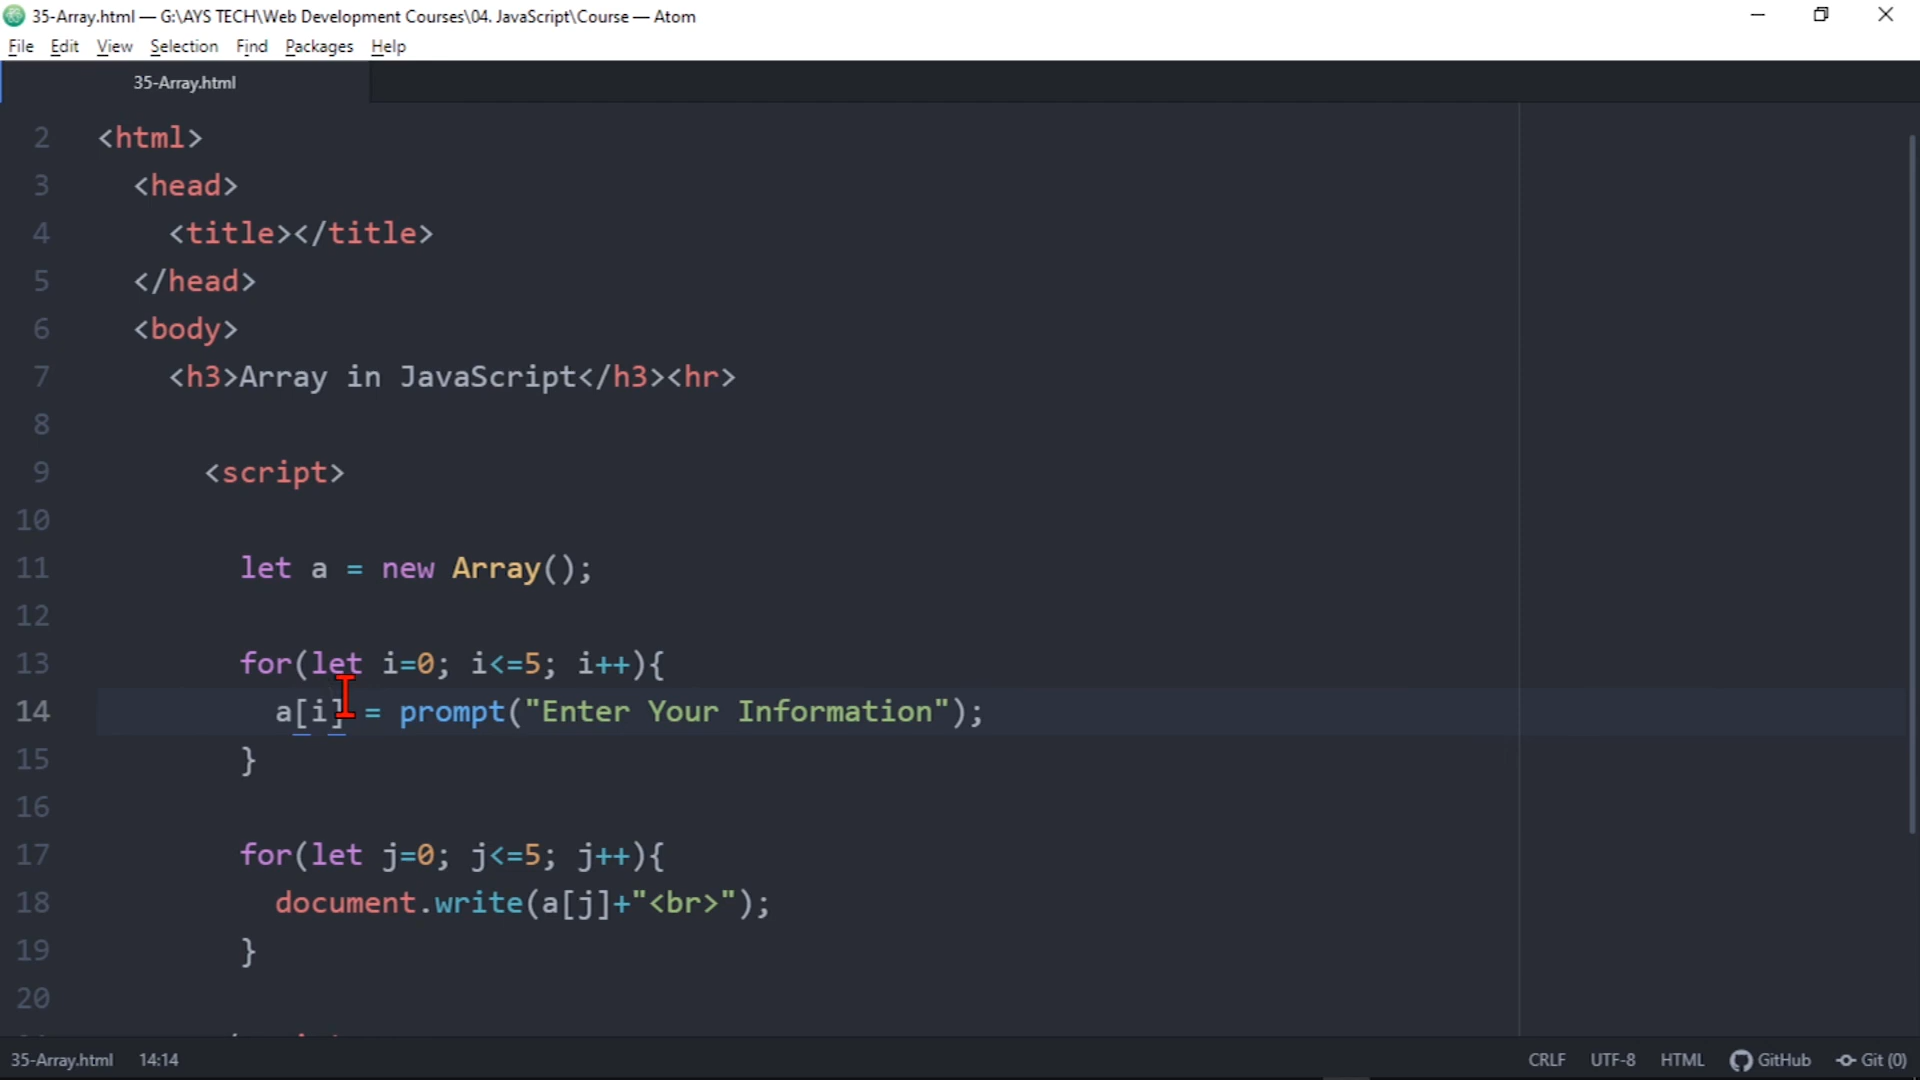 35-Array.html — G:\AYS TECH\Web Development Courses\04. JavaScript\Course — Atom
File Edit View Selection Find Packages Help
35-Array.html
2 <html>
3 <head>
4 <title></title>
5 </head>
6 <body>
7 <h3>Array in JavaScript</h3><hr>
8
9 <script>
10
11 let a = new Array();
12
13 for(let i=0; i<=5; i++){
14 a[i] = prompt("Enter Your Information");
15 }
16
17 for(let j=0; j<=5; j++){
18 document.write(a[j]+"<br>");
19 }
20
35-Array.html 14:14 CRLF UTF-8 HTML GitHub Git (0)